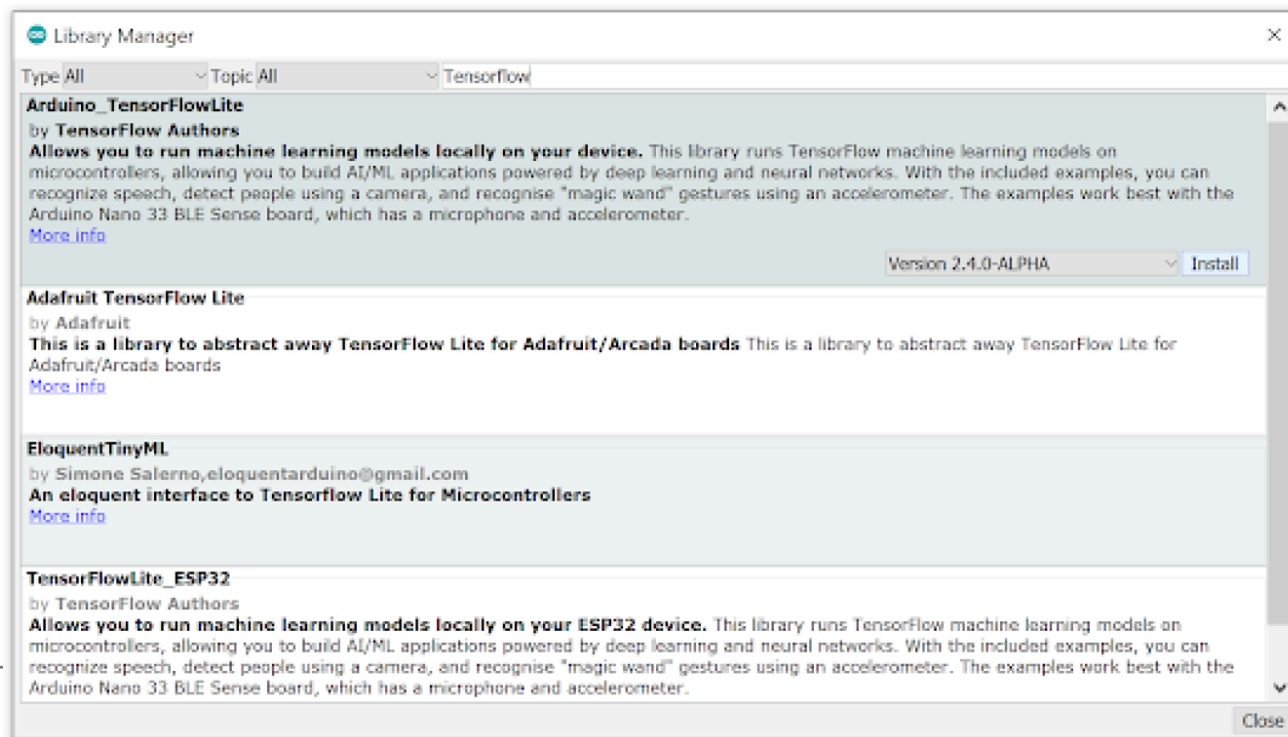 Library Manager
Type All Topic All Tensorflow
Arduino_TensorFlowLite
by TensorFlow Authors
Allows you to run machine learning models locally on your device. This library runs TensorFlow machine learning models on
microcontrollers, allowing you to build AI/ML applications powered by deep learning and neural networks. With the included examples, you can
recognize speech, detect people using a camera, and recognise "magic wand" gestures using an accelerometer. The examples work best with the
Arduino Nano 33 BLE Sense board, which has a microphone and accelerometer.
More info
Version 2.4.0-ALPHA Install
Adafruit TensorFlow Lite
by Adafruit
This is a library to abstract away TensorFlow Lite for Adafruit/Arcada boards This is a library to abstract away TensorFlow Lite for
Adafruit/Arcada boards
More info
EloquentTinyML
by Simone Salerno,eloquentarduino@gmail.com
An eloquent interface to Tensorflow Lite for Microcontrollers
More info
TensorFlowLite_ESP32
by TensorFlow Authors
Allows you to run machine learning models locally on your ESP32 device. This library runs TensorFlow machine learning models on
microcontrollers, allowing you to build AI/ML applications powered by deep learning and neural networks. With the included examples, you can
recognize speech, detect people using a camera, and recognise "magic wand" gestures using an accelerometer. The examples work best with the
Arduino Nano 33 BLE Sense board, which has a microphone and accelerometer.
Close